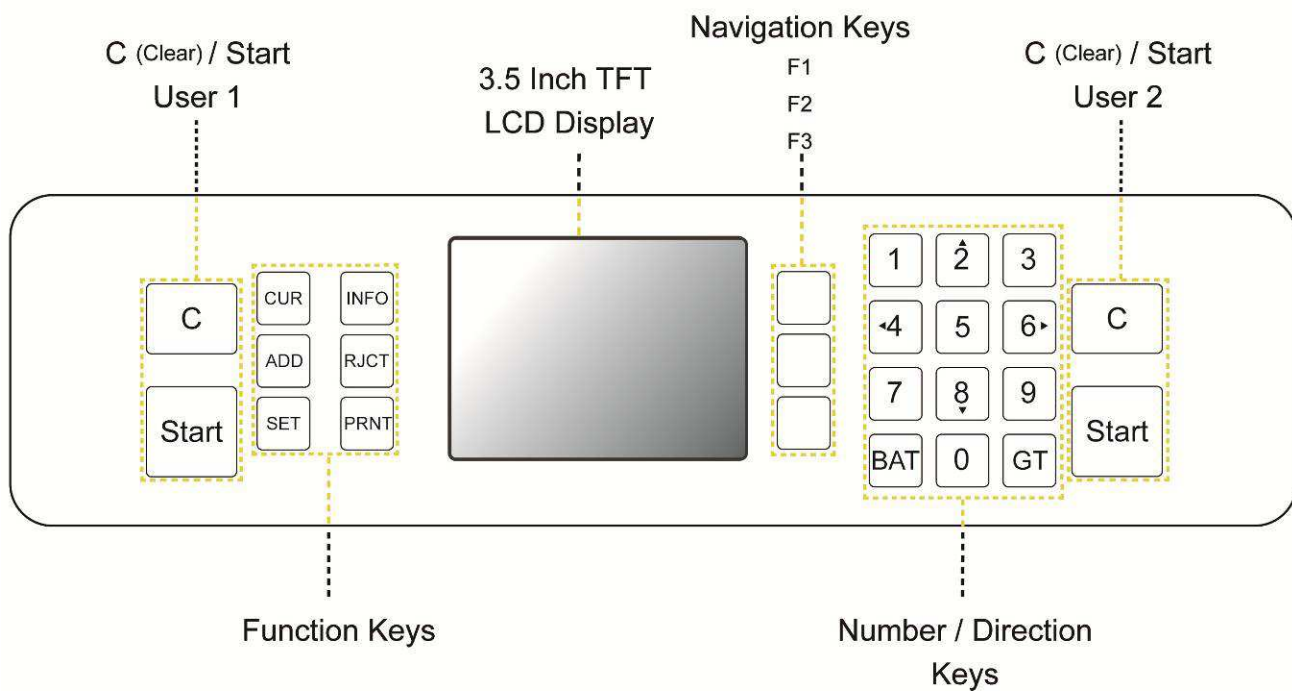 C (Clear) / Start
User 1
3.5 Inch TFT
LCD Display
Navigation Keys
F1
F2
F3
C (Clear) / Start
User 2
C
Start
CUR INFO
ADD RJCT
SET PRNT
1 2 3
4 5 6
7 8 9
BAT 0 GT
C
Start
Function Keys
Number / Direction
Keys